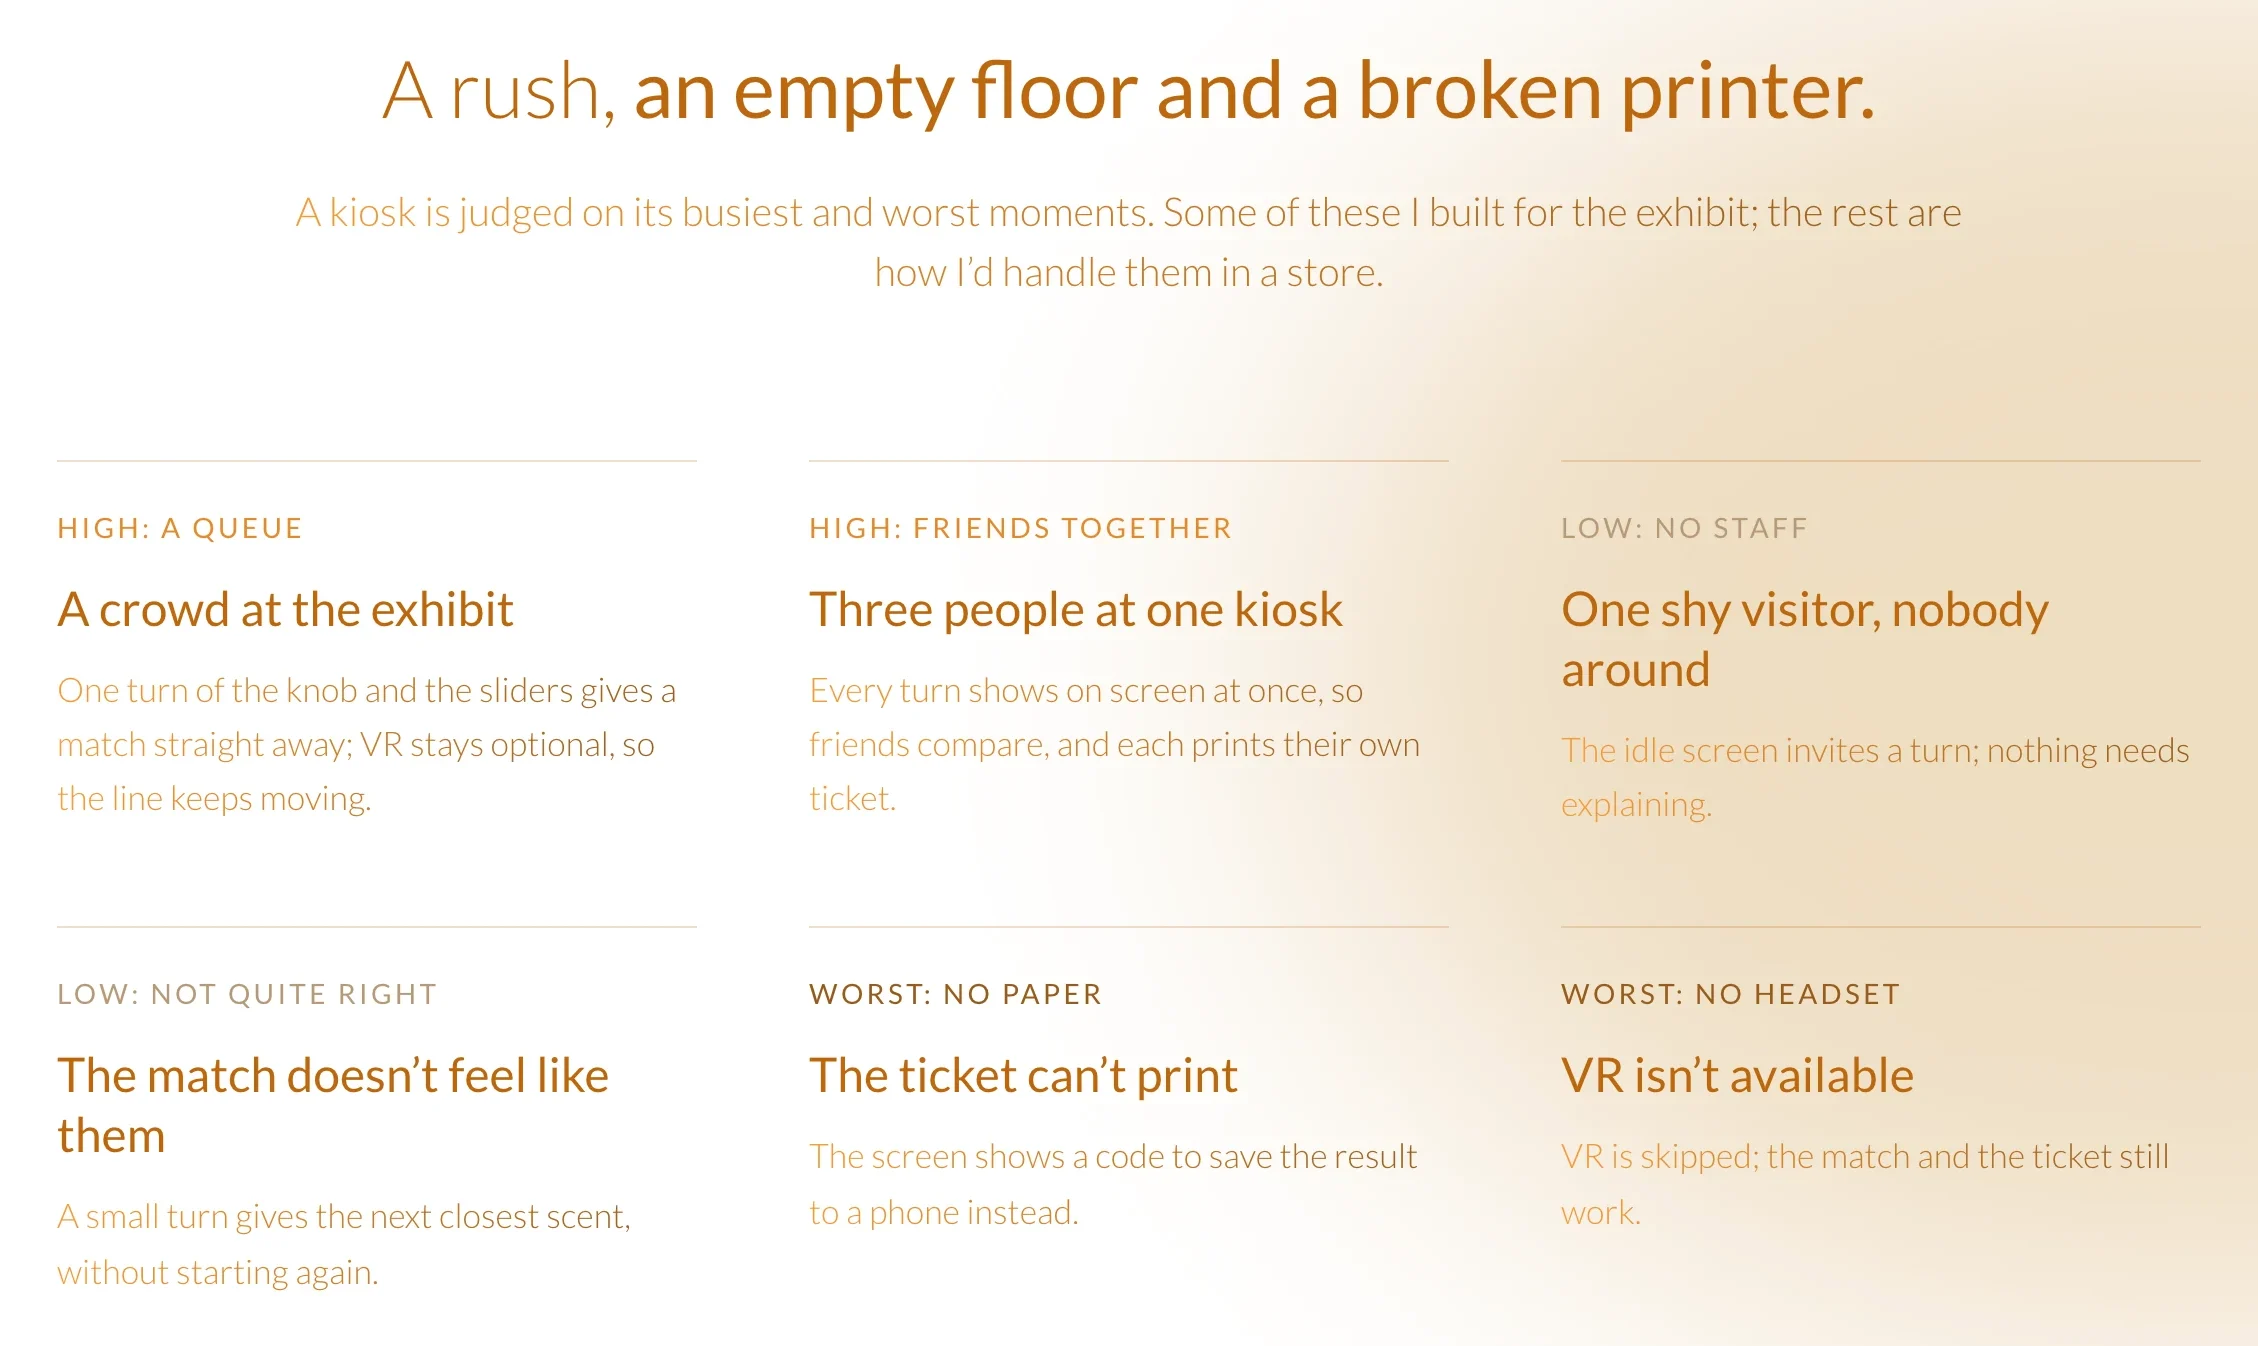 A rush, an empty floor and a broken printer.
A kiosk is judged on its busiest and worst moments. Some of these I built for the exhibit; the rest are
how I’d handle them in a store.
HIGH: A QUEUE
A crowd at the exhibit
One turn of the knob and the sliders gives a
match straight away; VR stays optional, so
the line keeps moving.
HIGH: FRIENDS TOGETHER
Three people at one kiosk
Every turn shows on screen at once, so
friends compare, and each prints their own
ticket.
LOW: NO STAFF
One shy visitor, nobody
around
The idle screen invites a turn; nothing needs
explaining.
LOW: NOT QUITE RIGHT
The match doesn’t feel like
them
A small turn gives the next closest scent,
without starting again.
WORST: NO PAPER
The ticket can’t print
The screen shows a code to save the result
to a phone instead.
WORST: NO HEADSET
VR isn’t available
VR is skipped; the match and the ticket still
work.